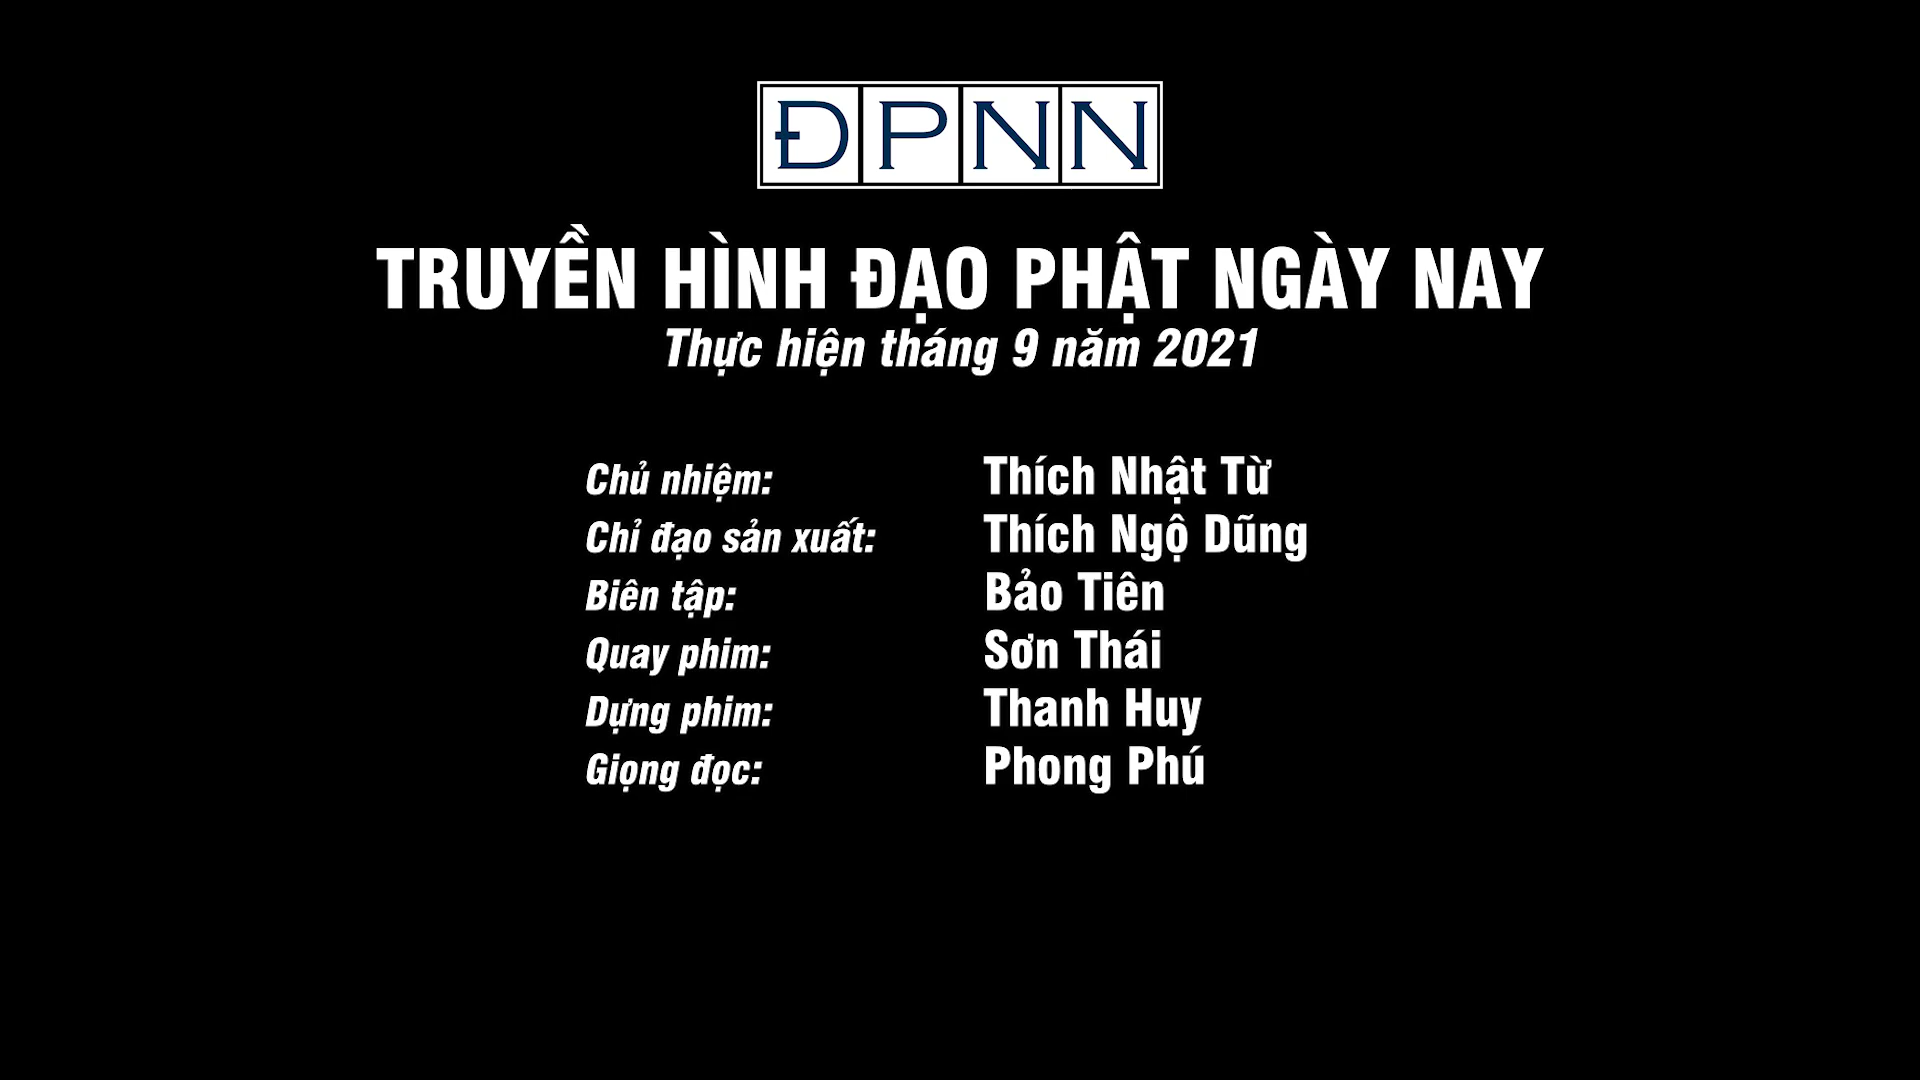 ĐPNN
TRUYỀN HÌNH ĐẠO PHẬT NGÀY NAY
Thực hiện tháng 9 năm 2021
Chủ nhiệm: Thích Nhật Từ
Chỉ đạo sản xuất: Thích Ngộ Dũng
Biên tập: Bảo Tiên
Quay phim: Sơn Thái
Dựng phim: Thanh Huy
Giọng đọc: Phong Phú